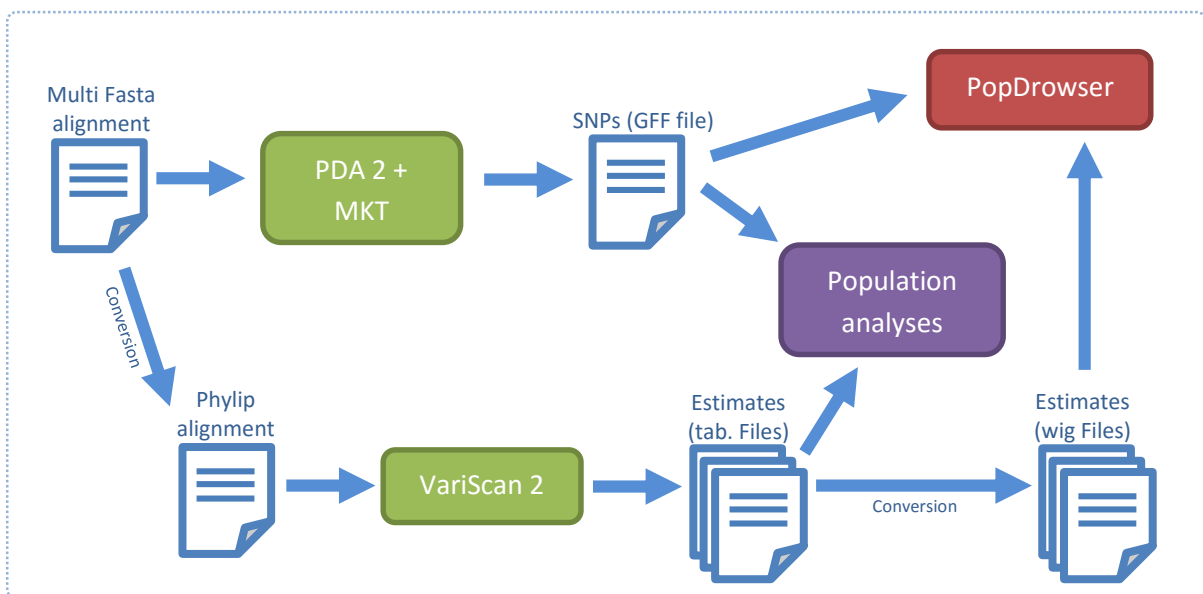 Multi Fasta
alignment
PDA 2 +
MKT
SNPs (GFF file)
PopDrowser
Conversion
Population
analyses
Phylip
alignment
VariScan 2
Estimates
(tab. Files)
Conversion
Estimates
(wig Files)